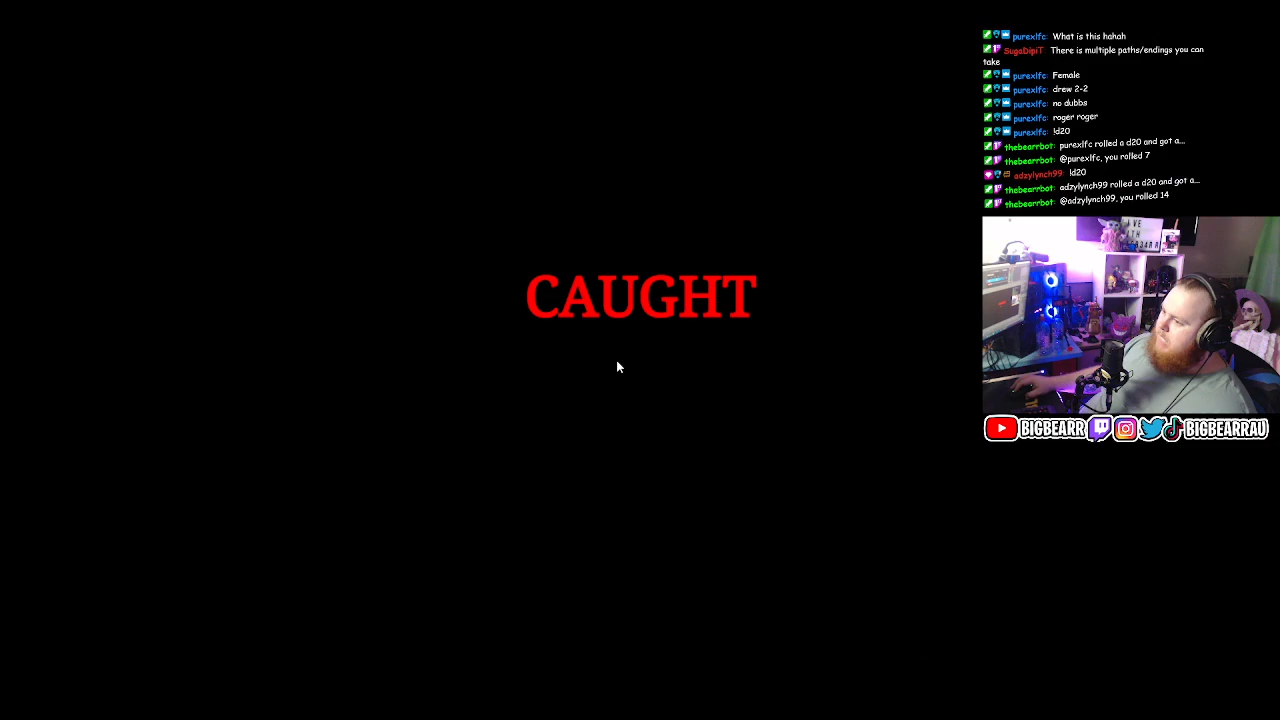 purexlfc: What is this hahah
SugaDipiT: There is multiple paths/endings you can
take
purexlfc: Female
purexlfc: drew 2-2
purexlfc: no dubbs
purexlfc: roger roger
purexlfc: !d20
thebearrbot: purexlfc rolled a d20 and got a...
thebearrbot: @purexlfc, you rolled 7
adzylynch99: !d20
thebearrbot: adzylynch99 rolled a d20 and got a...
thebearrbot: @adzylynch99, you rolled 14
CAUGHT
BIGBEARR
BIGBEARRAU